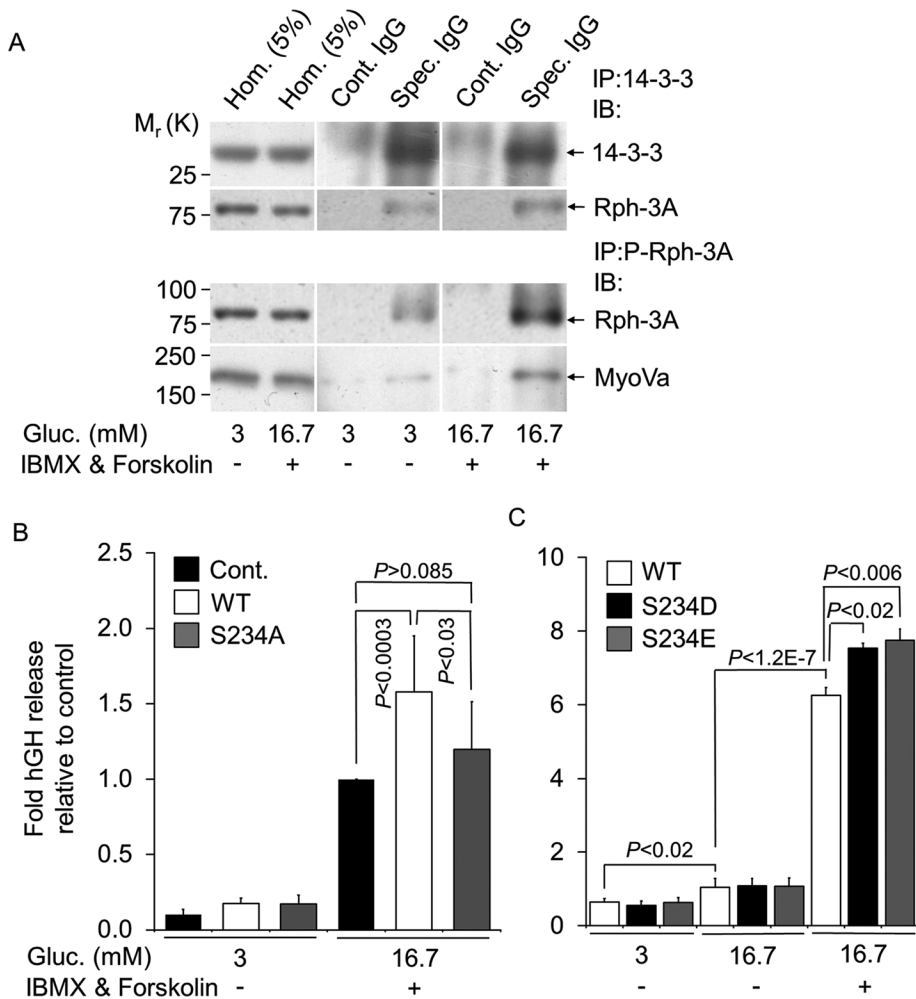 A
Hom. (5%)
Hom. (5%)
Cont. IgG
Spec. IgG
Cont. IgG
Spec. IgG
IP:14-3-3
IB:
Mr (K)
14-3-3
25
75
Rph-3A
IP:P-Rph-3A
IB:
100
75
Rph-3A
250
MyoVa
150
Gluc. (mM) 3 16.7 3 3 16.7 16.7
IBMX & Forskolin - + - - + +
B
Fold hGH release
relative to control
2.5
2.0
1.5
1.0
0.5
0.0
Cont.
WT
S234A
P>0.085
P<0.0003
P<0.03
Gluc. (mM) 3 16.7
IBMX & Forskolin - +
C
10
8
6
4
2
0
WT
S234D
S234E
P<0.006
P<0.02
P<1.2E-7
P<0.02
3 16.7 16.7
- - +